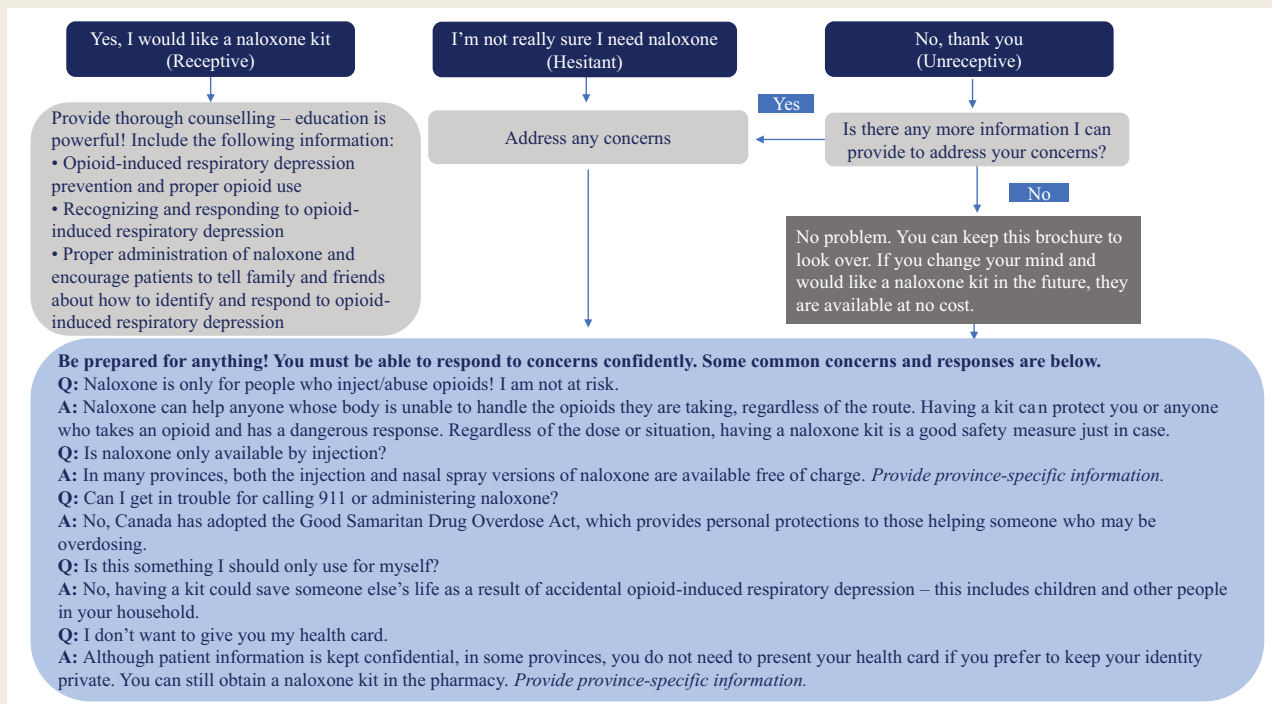 Yes, I would like a naloxone kit
(Receptive)
I'm not really sure I need naloxone
(Hesitant)
No, thank you
(Unreceptive)
Provide thorough counselling – education is
powerful! Include the following information:
• Opioid-induced respiratory depression
prevention and proper opioid use
• Recognizing and responding to opioid-
induced respiratory depression
• Proper administration of naloxone and
encourage patients to tell family and friends
about how to identify and respond to opioid-
induced respiratory depression
Address any concerns
Yes
Is there any more information I can
provide to address your concerns?
No
No problem. You can keep this brochure to
look over. If you change your mind and
would like a naloxone kit in the future, they
are available at no cost.
Be prepared for anything! You must be able to respond to concerns confidently. Some common concerns and responses are below.
Q: Naloxone is only for people who inject/abuse opioids! I am not at risk.
A: Naloxone can help anyone whose body is unable to handle the opioids they are taking, regardless of the route. Having a kit can protect you or anyone
who takes an opioid and has a dangerous response. Regardless of the dose or situation, having a naloxone kit is a good safety measure just in case.
Q: Is naloxone only available by injection?
A: In many provinces, both the injection and nasal spray versions of naloxone are available free of charge. Provide province-specific information.
Q: Can I get in trouble for calling 911 or administering naloxone?
A: No, Canada has adopted the Good Samaritan Drug Overdose Act, which provides personal protections to those helping someone who may be
overdosing.
Q: Is this something I should only use for myself?
A: No, having a kit could save someone else's life as a result of accidental opioid-induced respiratory depression – this includes children and other people
in your household.
Q: I don't want to give you my health card.
A: Although patient information is kept confidential, in some provinces, you do not need to present your health card if you prefer to keep your identity
private. You can still obtain a naloxone kit in the pharmacy. Provide province-specific information.